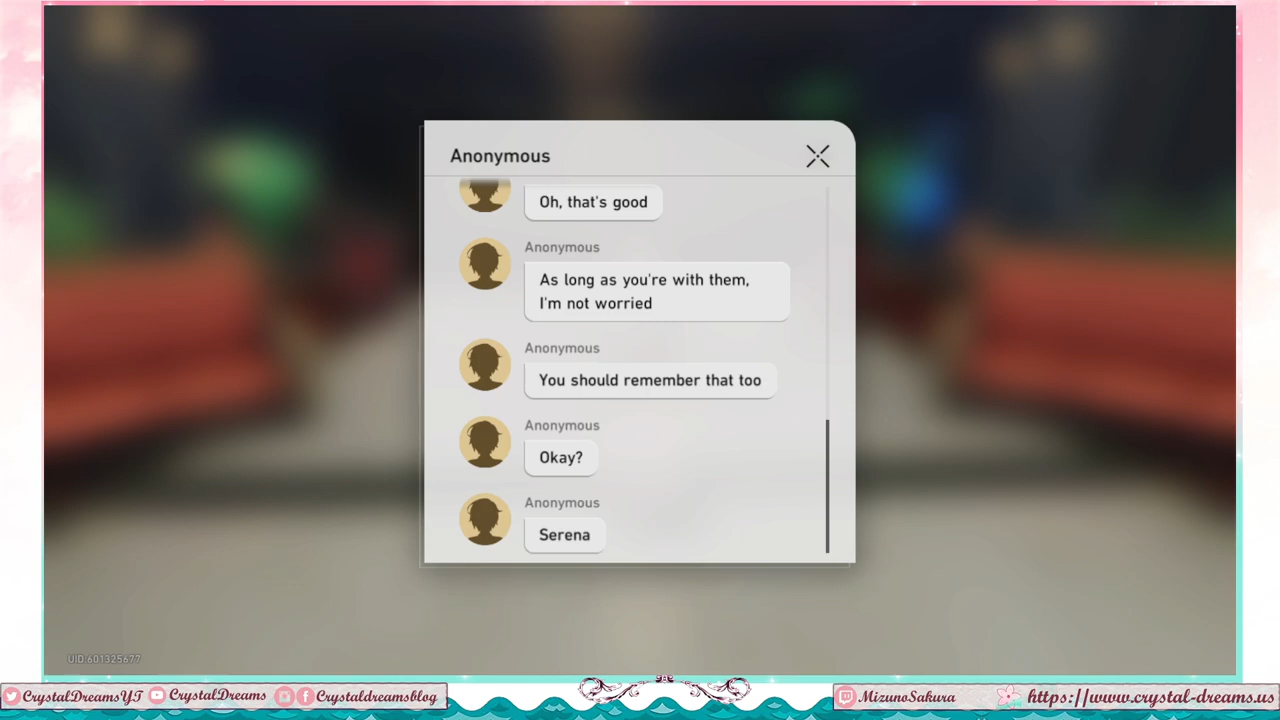 Anonymous
Oh, that's good
Anonymous
As long as you're with them,
I'm not worried
Anonymous
You should remember that too
Anonymous
Okay?
Anonymous
Serena
UID:601325677
CrystalDreamsYT CrystalDreams Crystaldreamsblog MizunoSakura https://www.crystal-dreams.us